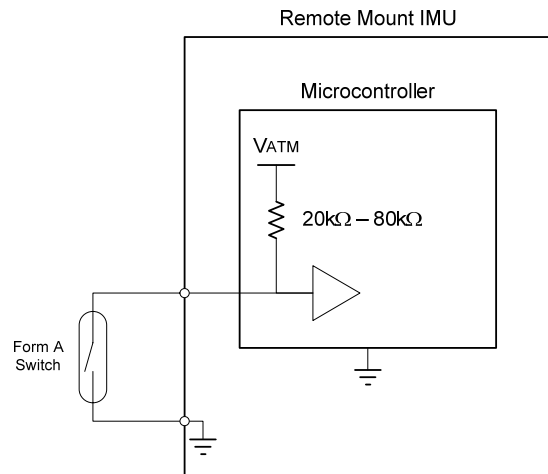 Remote Mount IMU
Microcontroller
VATM
20kΩ – 80kΩ
Form A
Switch